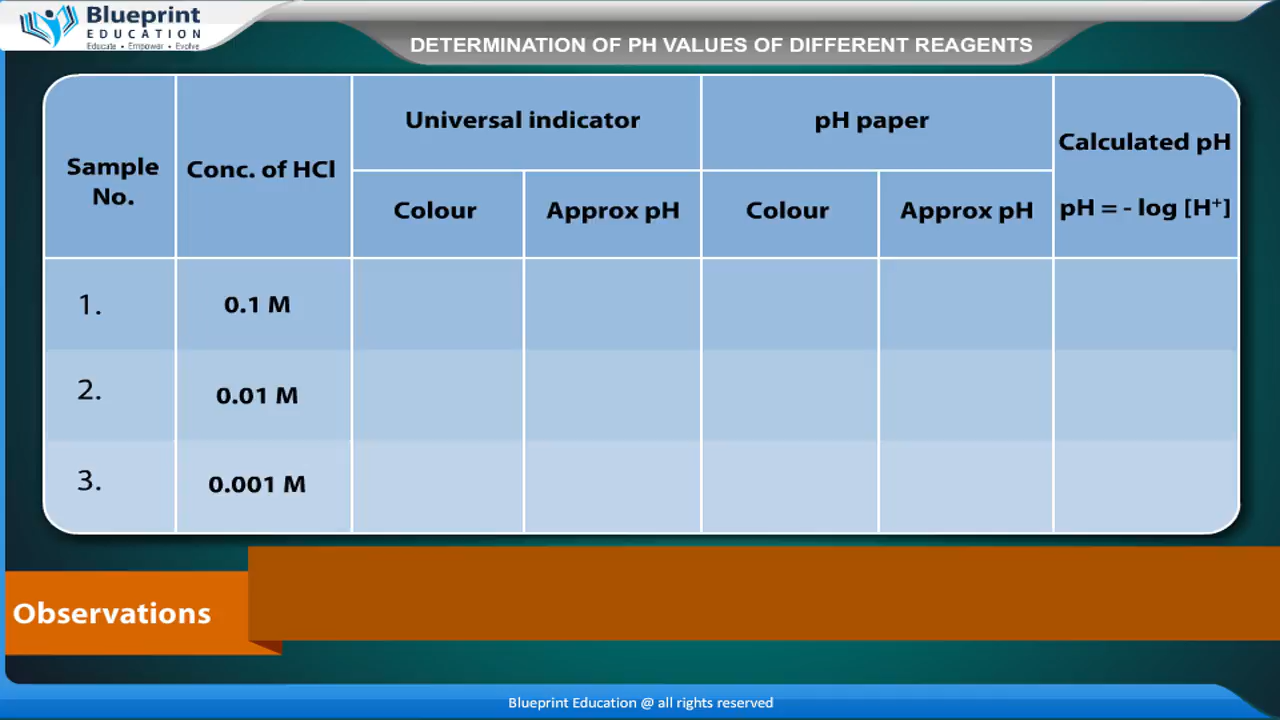 Blueprint
EDUCATION
Educate • Empower • Evolve
DETERMINATION OF PH VALUES OF DIFFERENT REAGENTS
Sample No.
Conc. of HCl
Universal indicator
pH paper
Calculated pH
pH = - log [H⁺]
Colour
Approx pH
Colour
Approx pH
1.
0.1 M
2.
0.01 M
3.
0.001 M
Observations
Blueprint Education @ all rights reserved